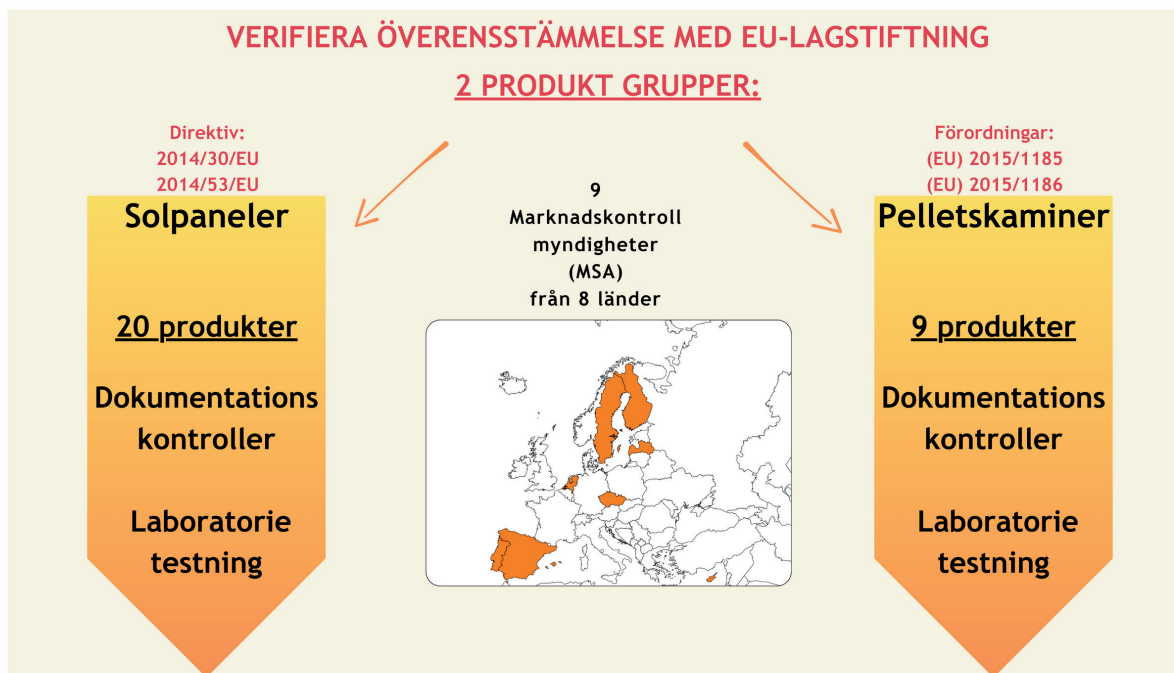 VERIFIERA ÖVERENSSTÄMMELSE MED EU-LAGSTIFTNING
2 PRODUKT GRUPPER:
Direktiv:
2014/30/EU
2014/53/EU
Solpaneler
20 produkter
Dokumentations
kontroller
Laboratorie
testning
9
Marknadskontroll
myndigheter
(MSA)
från 8 länder
Förordningar:
(EU) 2015/1185
(EU) 2015/1186
Pelletskaminer
9 produkter
Dokumentations
kontroller
Laboratorie
testning